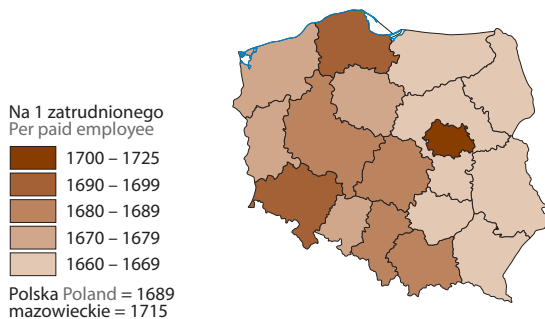 Na 1 zatrudnionego
Per paid employee
1700 – 1725
1690 – 1699
1680 – 1689
1670 – 1679
1660 – 1669
Polska Poland = 1689
mazowieckie = 1715